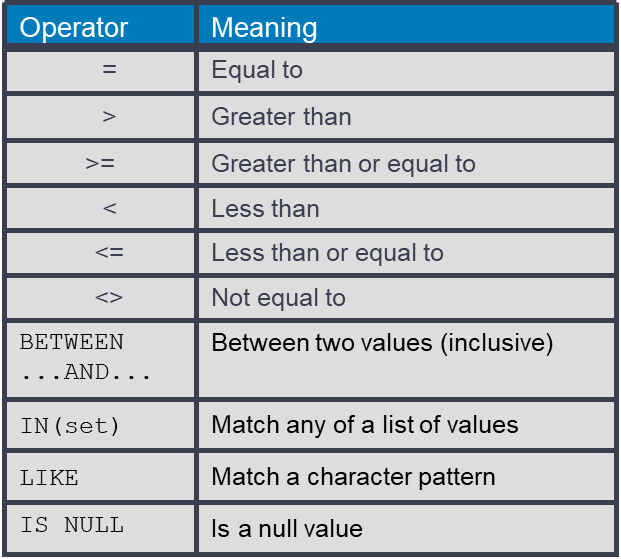 Operator Meaning
= Equal to
> Greater than
>= Greater than or equal to
< Less than
<= Less than or equal to
<> Not equal to
BETWEEN Between two values (inclusive)
...AND...
IN(set) Match any of a list of values
LIKE Match a character pattern
IS NULL Is a null value